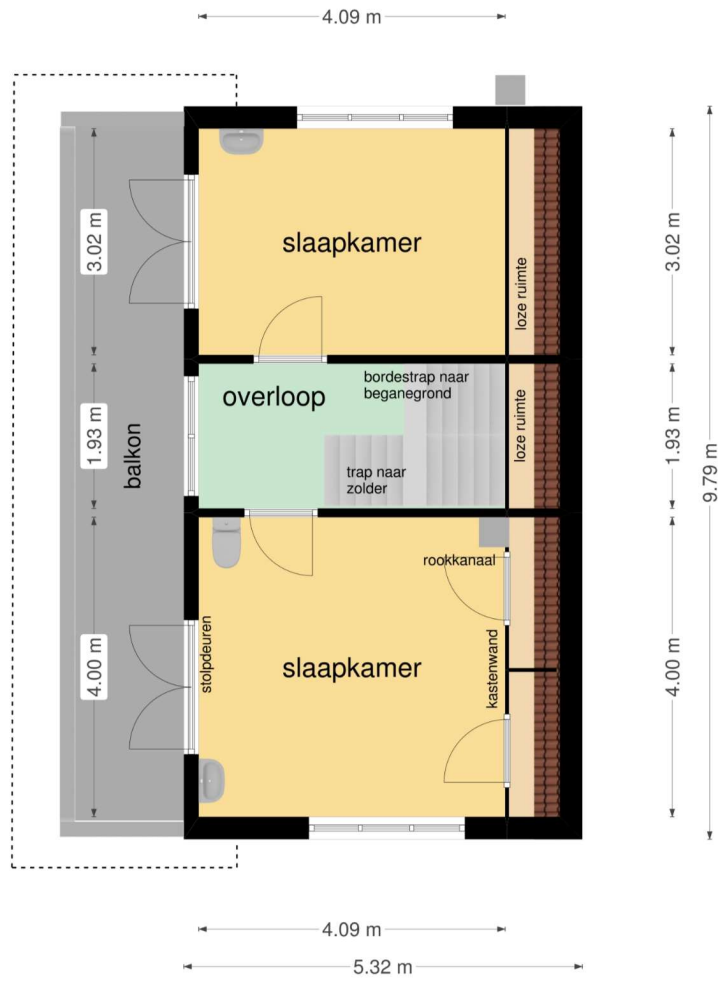 4.09 m
3.02 m
slaapkamer
loze ruimte
3.02 m
bordestrap naar
beganegrond
overloop
1.93 m
balkon
loze ruimte
1.93 m
9.79 m
trap naar
zolder
rookkanaal
stolpdeuren
slaapkamer
kastenwand
4.00 m
4.00 m
4.09 m
5.32 m